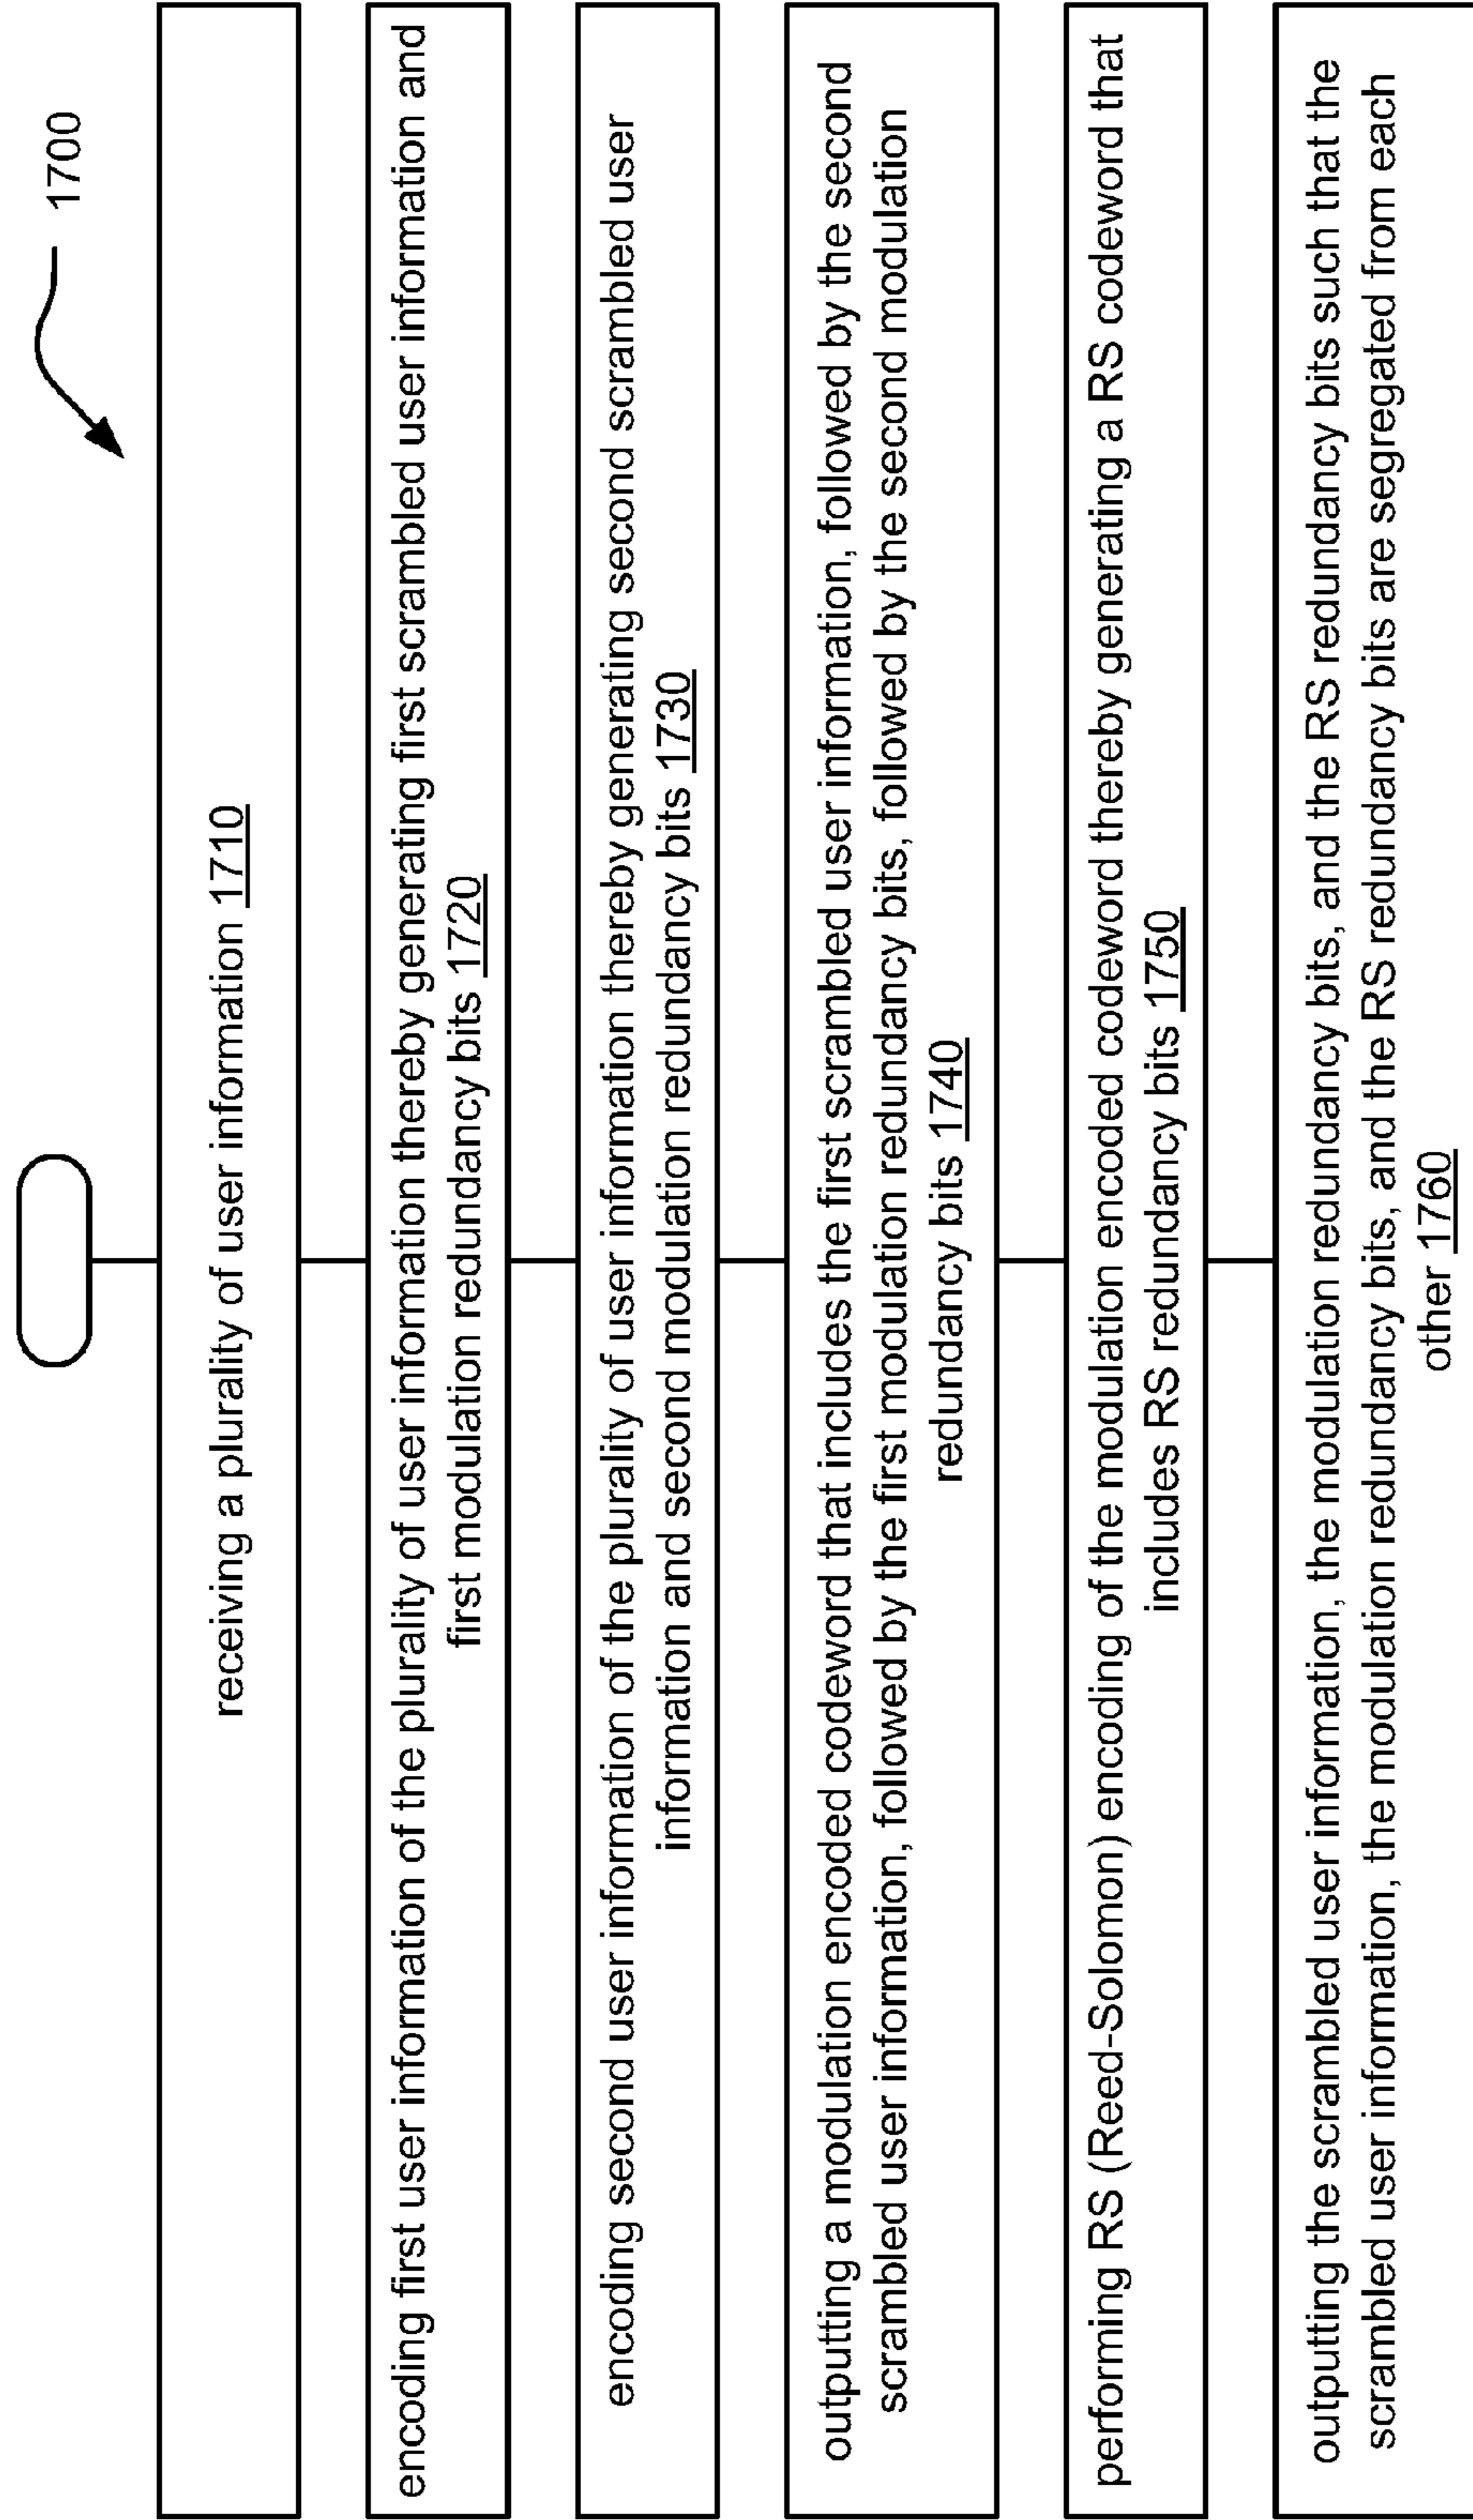 1700
receiving a plurality of user information 1710
encoding first user information of the plurality of user information thereby generating first scrambled user information and
first modulation redundancy bits 1720
encoding second user information of the plurality of user information thereby generating second scrambled user
information and second modulation redundancy bits 1730
outputting a modulation encoded codeword that includes the first scrambled user information, followed by the second
scrambled user information, followed by the first modulation redundancy bits, followed by the second modulation
redundancy bits 1740
performing RS (Reed-Solomon) encoding of the modulation encoded codeword thereby generating a RS codeword that
includes RS redundancy bits 1750
outputting the scrambled user information, the modulation redundancy bits, and the RS redundancy bits such that the
scrambled user information, the modulation redundancy bits, and the RS redundancy bits are segregated from each
other 1760